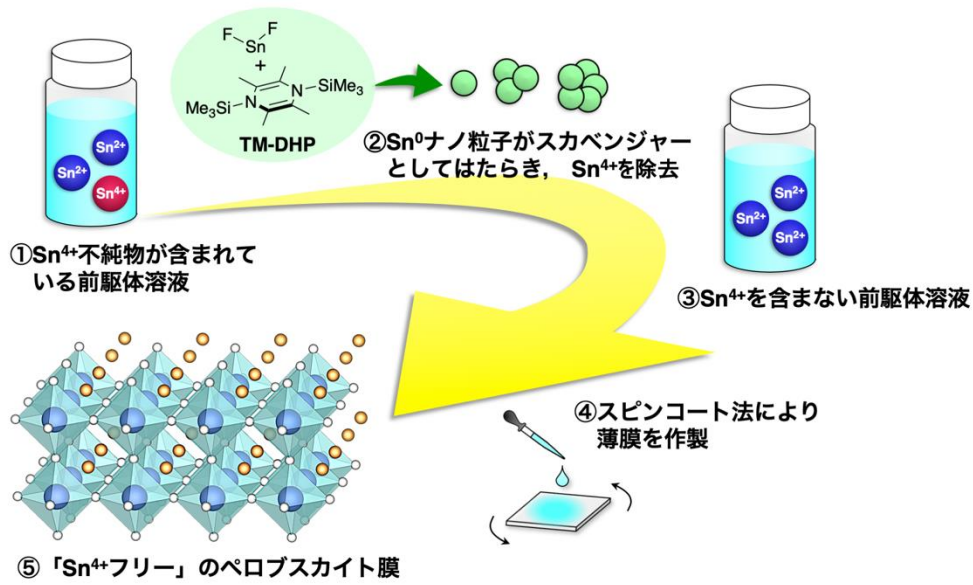 F
F
Sn
+
N
SiMe₃
Me₃Si
N
TM-DHP
Sn²⁺
Sn²⁺
Sn⁴⁺
①Sn⁴⁺不純物が含まれて
いる前駆体溶液
②Sn⁰ナノ粒子がスカベンジャー
としてはたらき， Sn⁴⁺を除去
Sn²⁺
Sn²⁺
Sn²⁺
③Sn⁴⁺を含まない前駆体溶液
④スピンコート法により
薄膜を作製
⑤「Sn⁴⁺フリー」のペロブスカイト膜